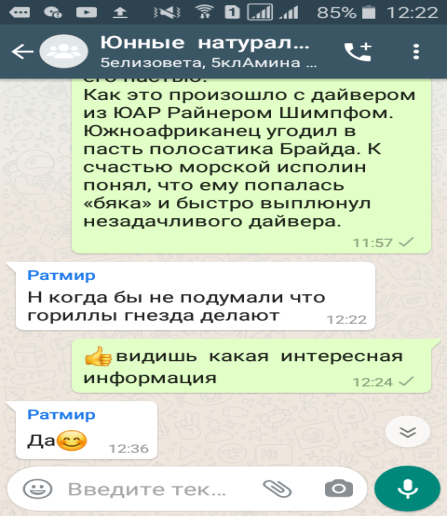 85% 12:22
Юнные натурал...
5елизовета, 5клАмина ...
его пастью.
Как это произошло с дайвером
из ЮАР Райнером Шимпфом.
Южноафриканец угодил в
пасть полосатика Брайда. К
счастью морской исполин
понял, что ему попалась
«бяка» и быстро выплюнул
незадачливого дайвера.
11:57
Ратмир
Н когда бы не подумали что
гориллы гнезда делают
12:22
👍видишь какая интересная
информация
12:24
Ратмир
Да😊
12:36
Введите тек...